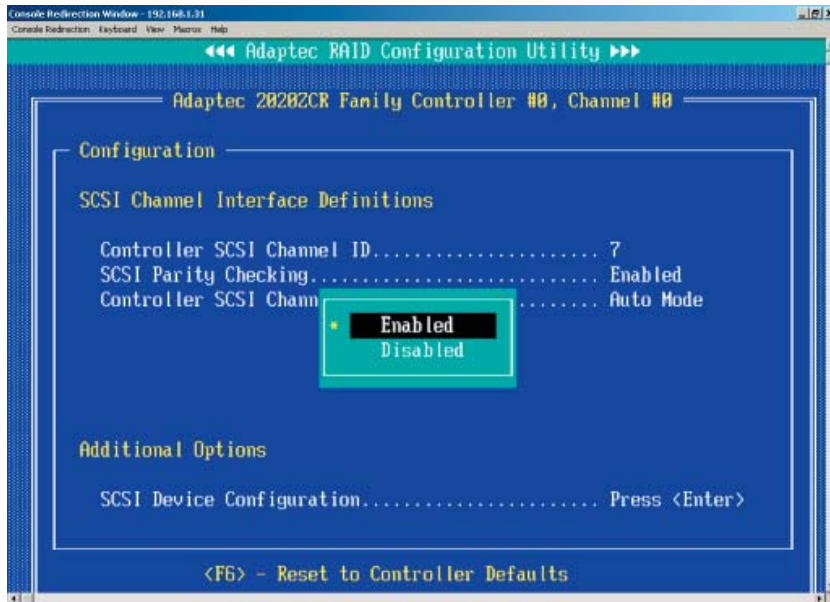 Console Redirection Window - 192.168.1.31
Console Redirection Keyboard View Macros Help
Adaptec RAID Configuration Utility
Adaptec 2020ZCR Family Controller #0, Channel #0
Configuration
SCSI Channel Interface Definitions
Controller SCSI Channel ID...................... 7
SCSI Parity Checking............................ Enabled
Controller SCSI Chann ........ Auto Mode
* Enabled
Disabled
Additional Options
SCSI Device Configuration....................... Press <Enter>
<F6> - Reset to Controller Defaults